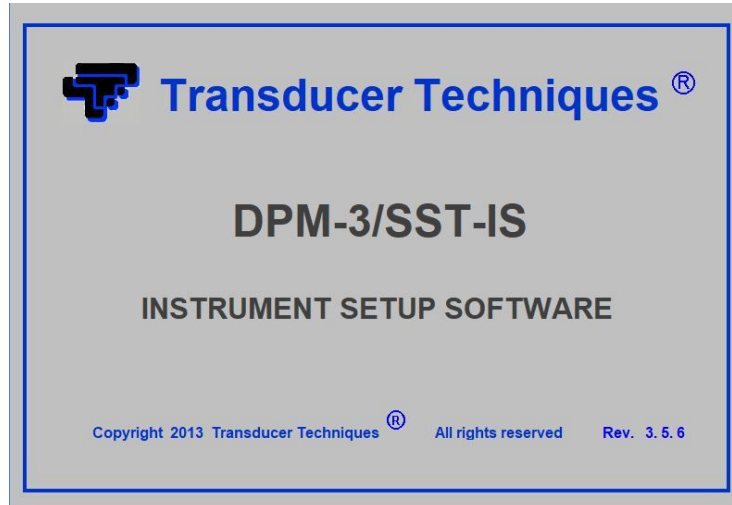 Transducer Techniques ®
DPM-3/SST-IS
INSTRUMENT SETUP SOFTWARE
Copyright 2013 Transducer Techniques ® All rights reserved Rev. 3. 5. 6